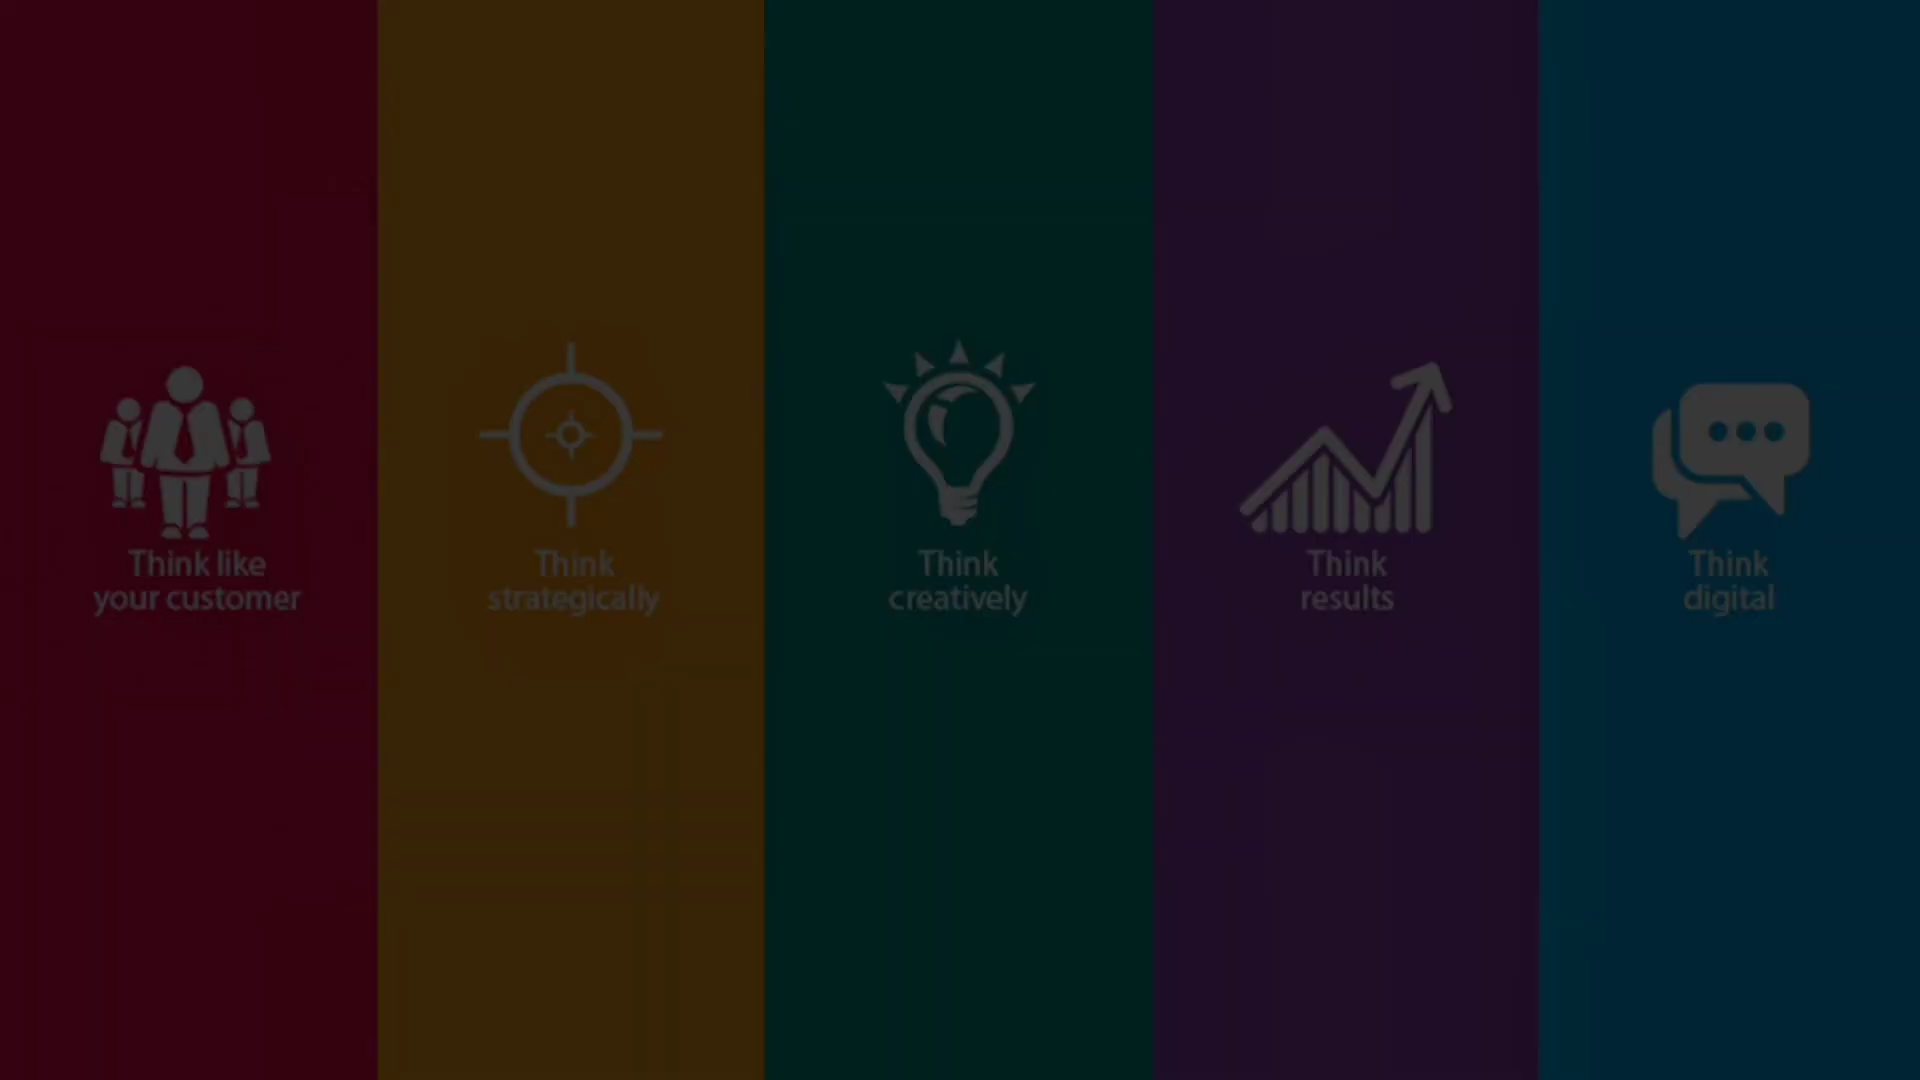 Think like
your customer
Think
strategically
Think
creatively
Think
results
Think
digital